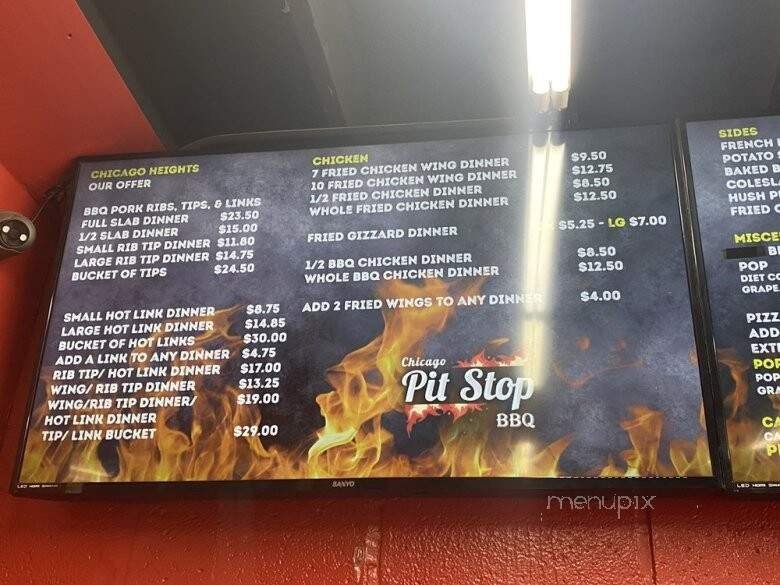 CHICAGO HEIGHTS
OUR OFFER
BBQ PORK RIBS, TIPS, & LINKS
FULL SLAB DINNER $23.50
1/2 SLAB DINNER $15.00
SMALL RIB TIP DINNER $11.80
LARGE RIB TIP DINNER $14.75
BUCKET OF TIPS $24.50
SMALL HOT LINK DINNER $8.75
LARGE HOT LINK DINNER $14.85
BUCKET OF HOT LINKS $30.00
ADD A LINK TO ANY DINNER $4.75
RIB TIP/ HOT LINK DINNER $17.00
WING/ RIB TIP DINNER $13.25
WING/RIB TIP DINNER/ $19.00
HOT LINK DINNER
TIP/ LINK BUCKET $29.00
CHICKEN
7 FRIED CHICKEN WING DINNER $9.50
10 FRIED CHICKEN WING DINNER $12.75
1/2 FRIED CHICKEN DINNER $8.50
WHOLE FRIED CHICKEN DINNER $12.50
FRIED GIZZARD DINNER $5.25 - LG $7.00
1/2 BBQ CHICKEN DINNER $8.50
WHOLE BBQ CHICKEN DINNER $12.50
ADD 2 FRIED WINGS TO ANY DINNER $4.00
Chicago
Pit Stop
BBQ
SANYO
SIDES
FRENCH
POTATO
BAKED B
COLESL
HUSH P
FRIED
MISCE
POP
DIET CO
GRAPE
PIZZ
ADD
EXT
POP
POP
GRA
CA
CA
P
menupix